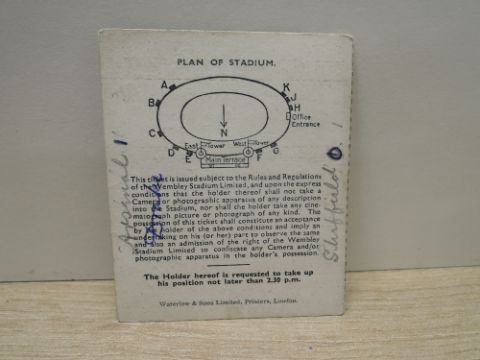 PLAN OF STADIUM.
A
B
C
D
E
F
G
H
J
K
Office
Entrance
N
East Tower
West Tower
Main Terrace
This ticket is issued subject to the Rules and Regulations
of the Wembley Stadium Limited, and upon the express
conditions that the holder thereof shall not take a
Camera or photographic apparatus of any description
into the Stadium, nor shall the holder take any cine-
matograph picture or photograph of any kind. The
possession of this ticket shall constitute an acceptance
by the holder of the above conditions and imply an
undertaking on his (or her) part to observe the same
and also an admission of the right of the Wembley
Stadium Limited to confiscate any Camera and/or
photographic apparatus in the holder's possession.
The Holder hereof is requested to take up
his position not later than 2.30 p.m.
Waterlow & Sons Limited, Printers, London.
Arsenal 1
Sheffield 0